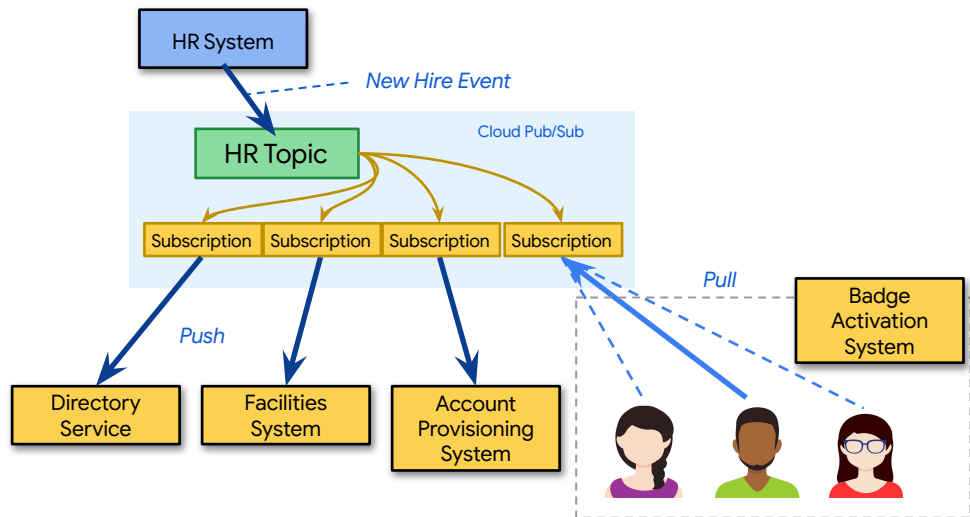 HR System
New Hire Event
Cloud Pub/Sub
HR Topic
Subscription
Subscription
Subscription
Subscription
Pull
Badge
Activation
System
Push
Directory
Service
Facilities
System
Account
Provisioning
System